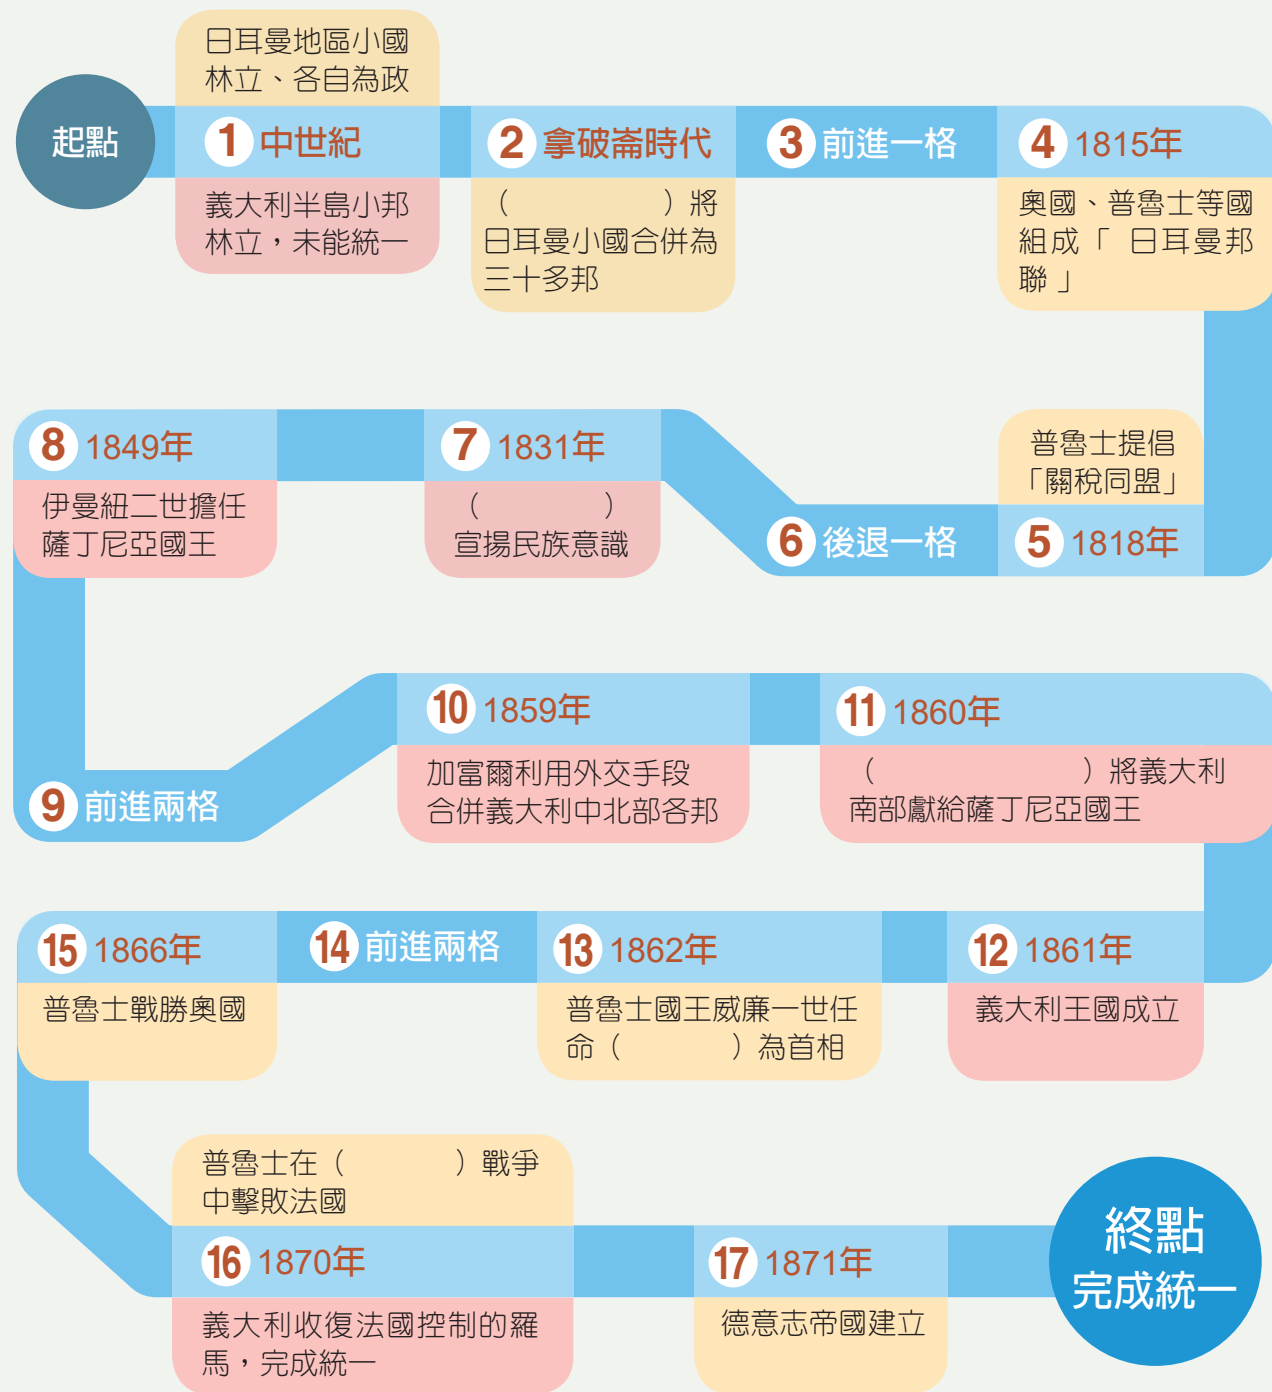 日耳曼地區小國
林立、各自為政
起點
1 中世紀
義大利半島小邦
林立，未能統一
2 拿破崙時代
（　　　　）將
日耳曼小國合併為
三十多邦
3 前進一格
4 1815年
奧國、普魯士等國
組成「日耳曼邦
聯」
普魯士提倡
「關稅同盟」
5 1818年
6 後退一格
7 1831年
（　　　　）
宣揚民族意識
8 1849年
伊曼紐二世擔任
薩丁尼亞國王
9 前進兩格
10 1859年
加富爾利用外交手段
合併義大利中北部各邦
11 1860年
（　　　　　　）將義大利
南部獻給薩丁尼亞國王
12 1861年
義大利王國成立
13 1862年
普魯士國王威廉一世任
命（　　　）為首相
14 前進兩格
15 1866年
普魯士戰勝奧國
普魯士在（　　　）戰爭
中擊敗法國
16 1870年
義大利收復法國控制的羅
馬，完成統一
17 1871年
德意志帝國建立
終點
完成統一